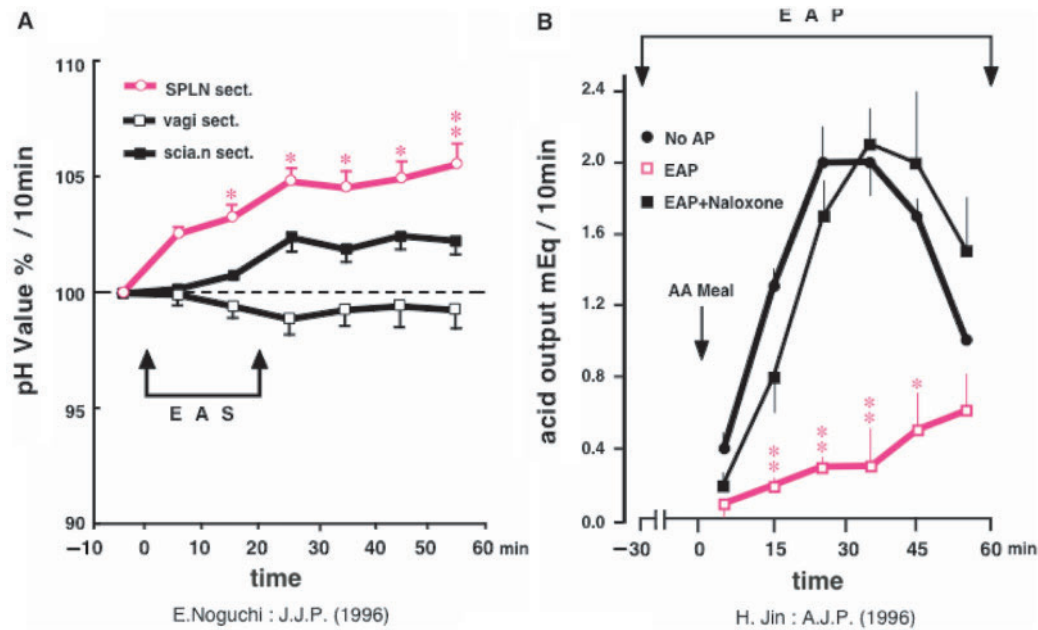 A
pH Value % / 10min
110
105
100
95
90
SPLN sect.
vagi sect.
scia.n sect.
*
*
*
*
**
E A S
−10 0 10 20 30 40 50 60 min
time
E.Noguchi : J.J.P. (1996)
B
E A P
acid output mEq / 10min
2.4
2.0
1.6
1.2
0.8
0.4
0.0
No AP
EAP
EAP+Naloxone
AA Meal
**
**
**
*
−30 0 15 30 45 60 min
time
H. Jin : A.J.P. (1996)